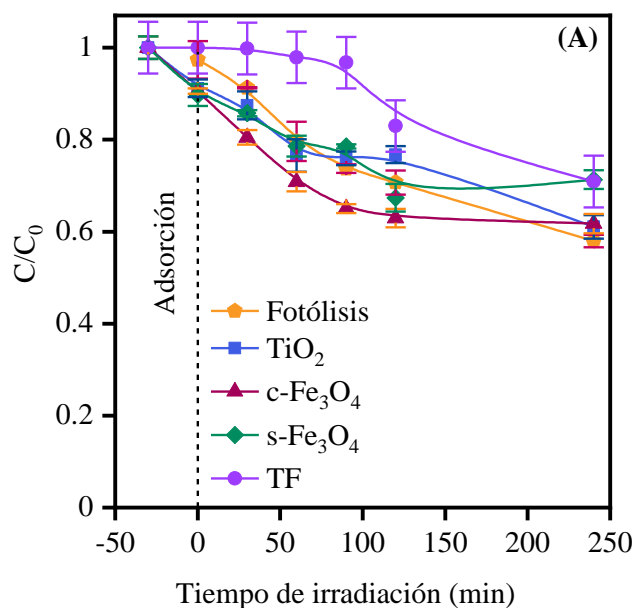 (A)
C/C₀
1
0.8
0.6
0.4
0.2
0
Adsorción
Fotólisis
TiO₂
c-Fe₃O₄
s-Fe₃O₄
TF
-50 0 50 100 150 200 250
Tiempo de irradiación (min)